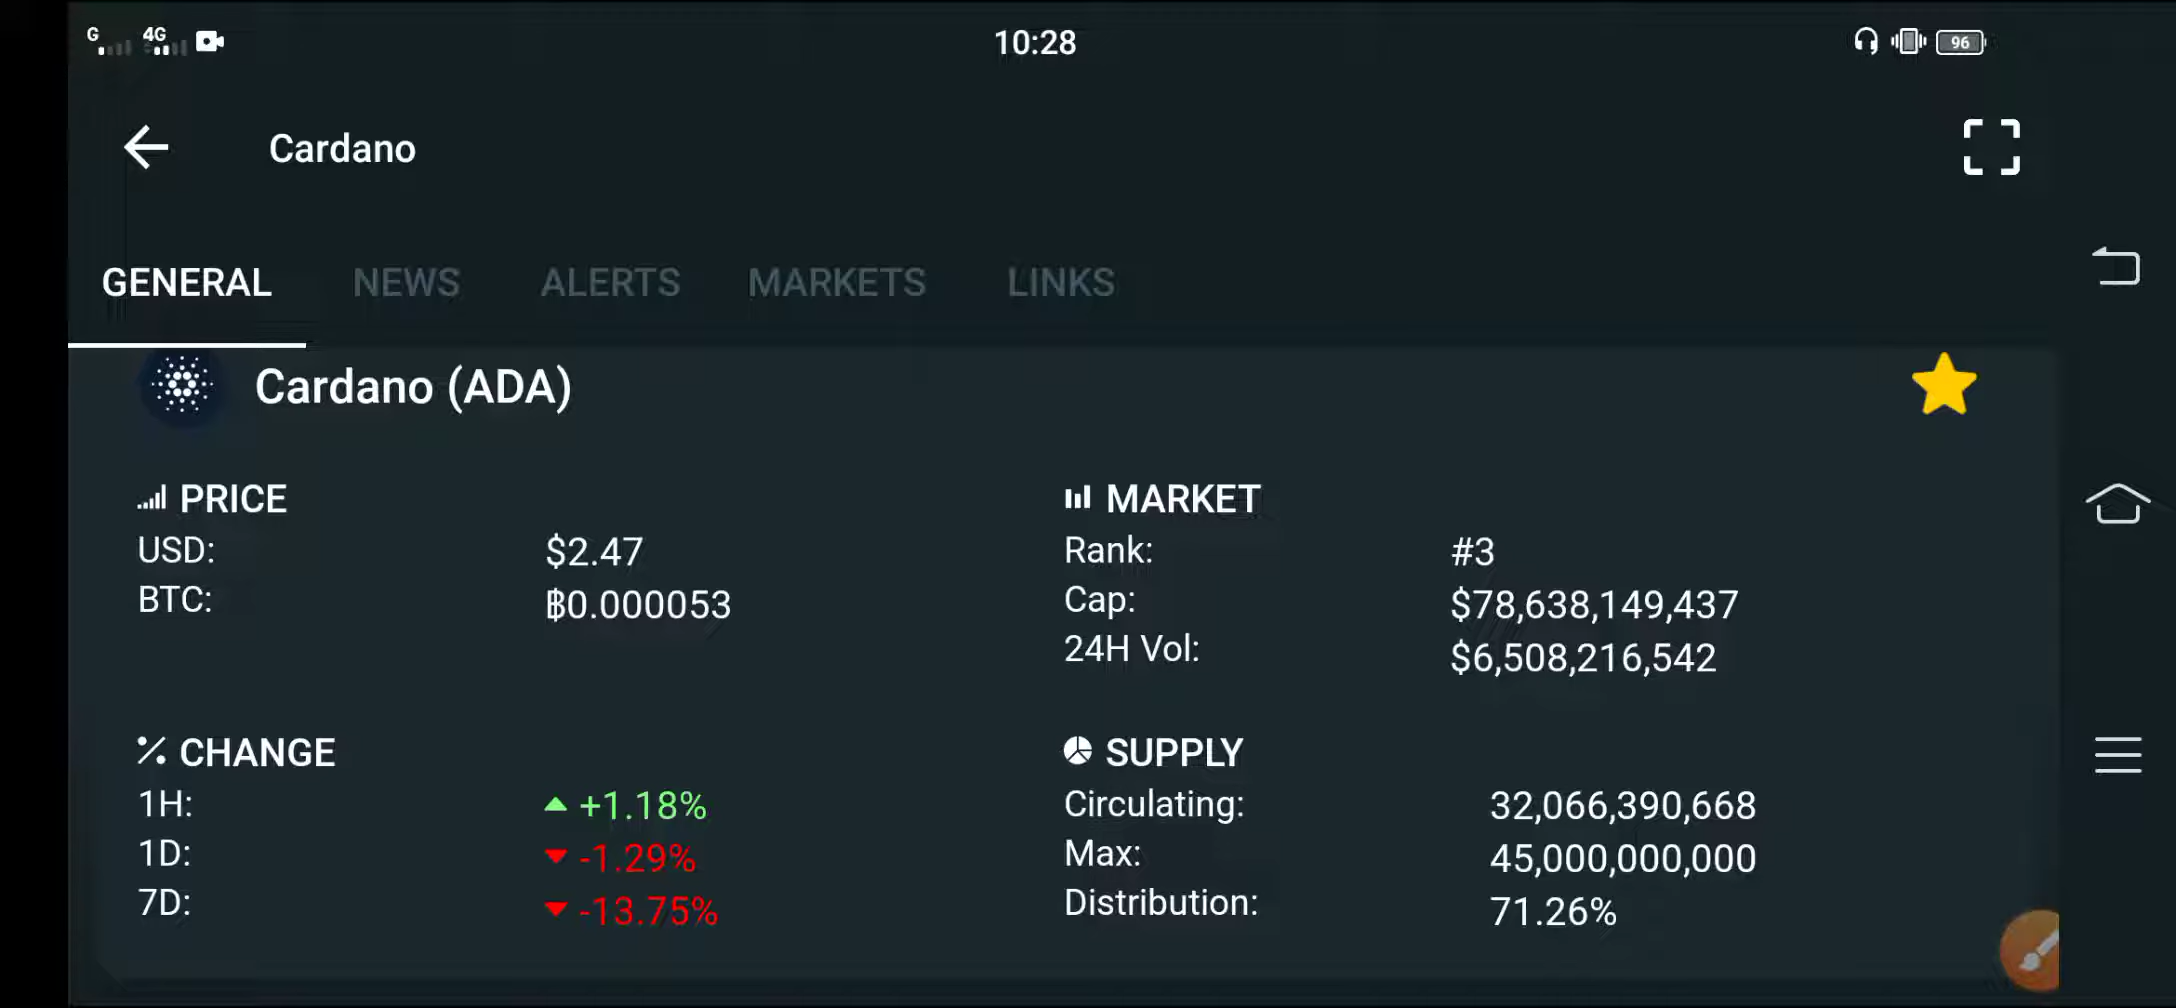 G 4G 10:28 96
Cardano
GENERAL NEWS ALERTS MARKETS LINKS
Cardano (ADA)
PRICE
USD: $2.47
BTC: ₿0.000053
MARKET
Rank: #3
Cap: $78,638,149,437
24H Vol: $6,508,216,542
CHANGE
1H: +1.18%
1D: -1.29%
7D: -13.75%
SUPPLY
Circulating: 32,066,390,668
Max: 45,000,000,000
Distribution: 71.26%